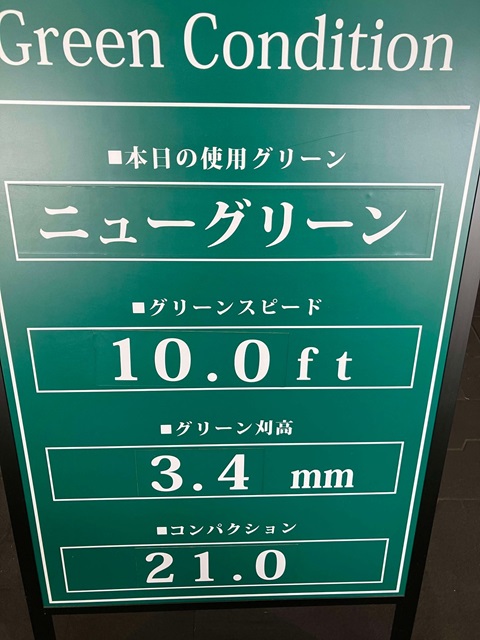 Green Condition
■本日の使用グリーン
ニューグリーン
■グリーンスピード
10.0ft
■グリーン刈高
3.4 mm
■コンパクション
21.0